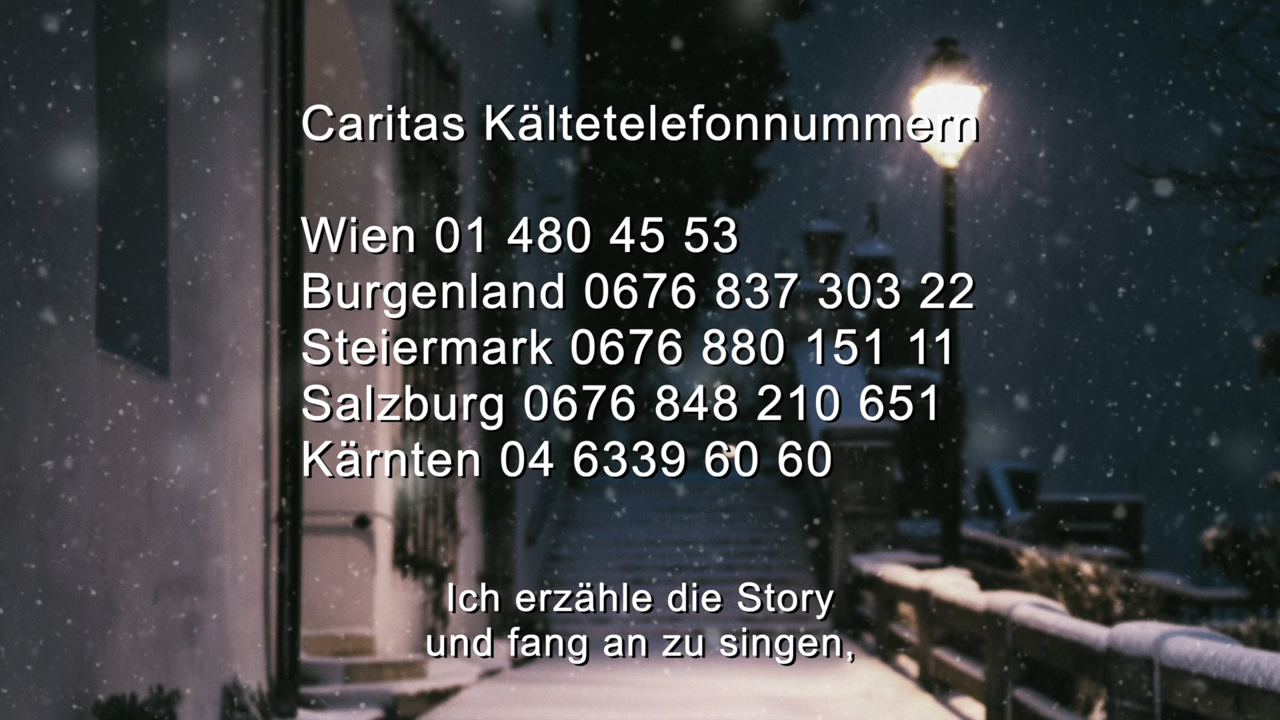 Caritas Kältetelefonnummern
Wien 01 480 45 53
Burgenland 0676 837 303 22
Steiermark 0676 880 151 11
Salzburg 0676 848 210 651
Kärnten 04 6339 60 60
Ich erzähle die Story
und fang an zu singen,